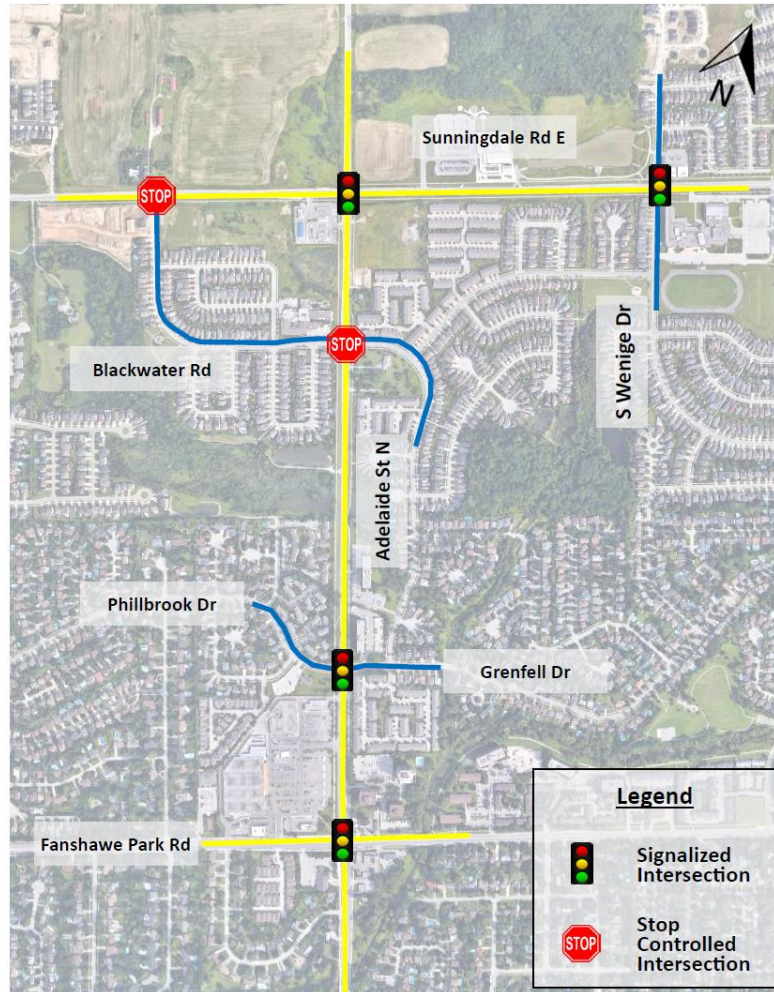 N
Sunningdale Rd E
STOP
STOP
Blackwater Rd
S Wenige Dr
Adelaide St N
Phillbrook Dr
Grenfell Dr
Fanshawe Park Rd
Legend
Signalized
Intersection
STOP
Stop
Controlled
Intersection